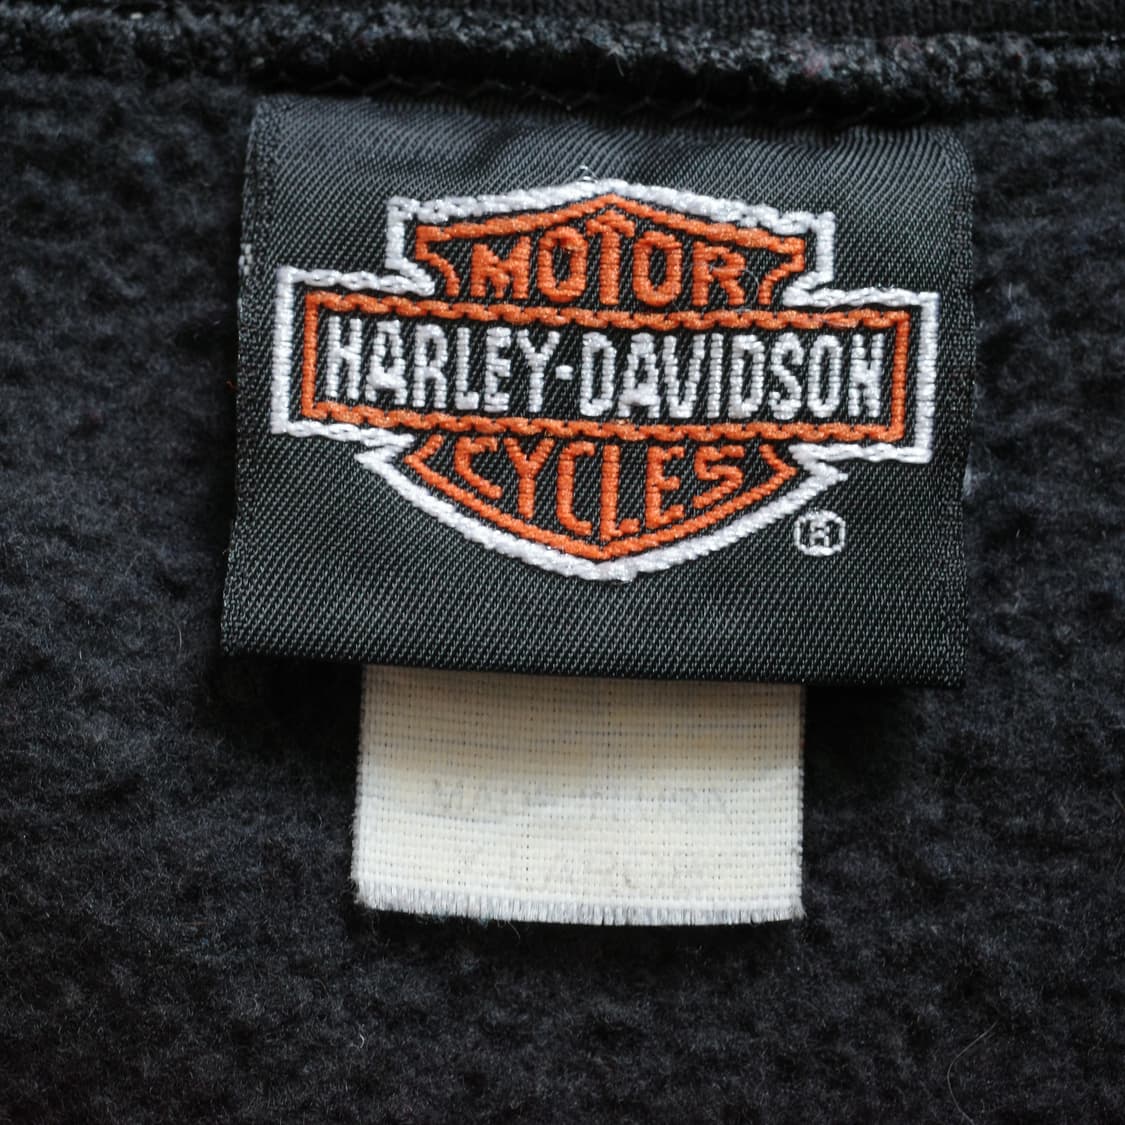 MOTOR
HARLEY-DAVIDSON
CYCLES
®